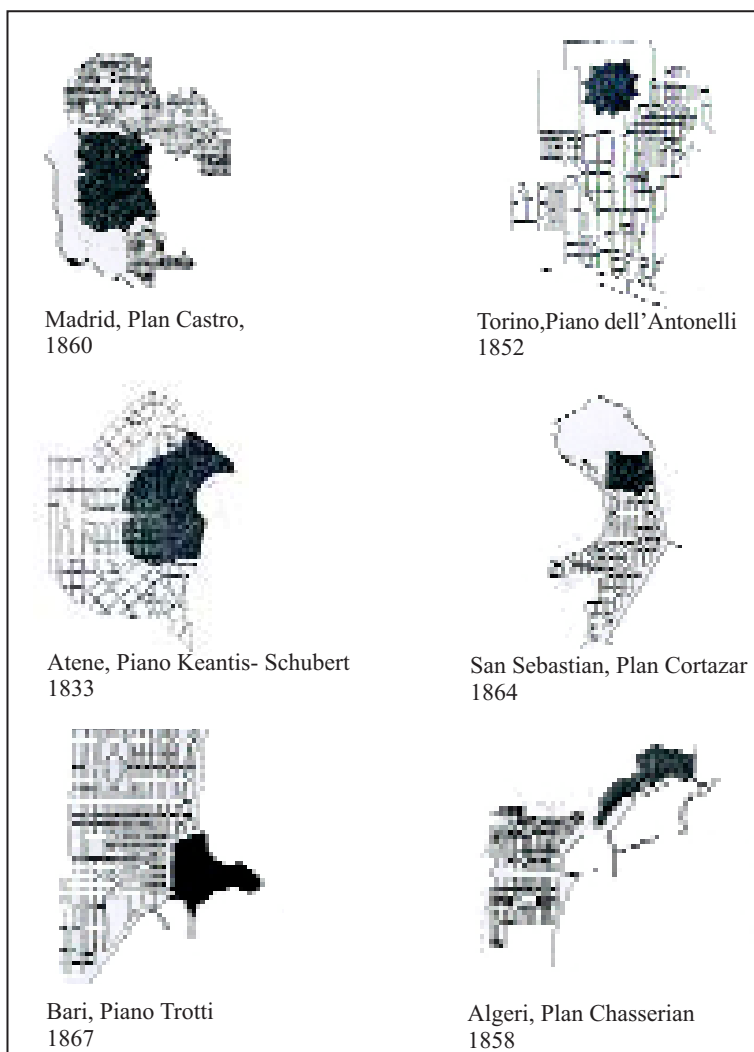 Madrid, Plan Castro,
1860
Torino,Piano dell’Antonelli
1852
Atene, Piano Keantis- Schubert
1833
San Sebastian, Plan Cortazar
1864
Bari, Piano Trotti
1867
Algeri, Plan Chasserian
1858